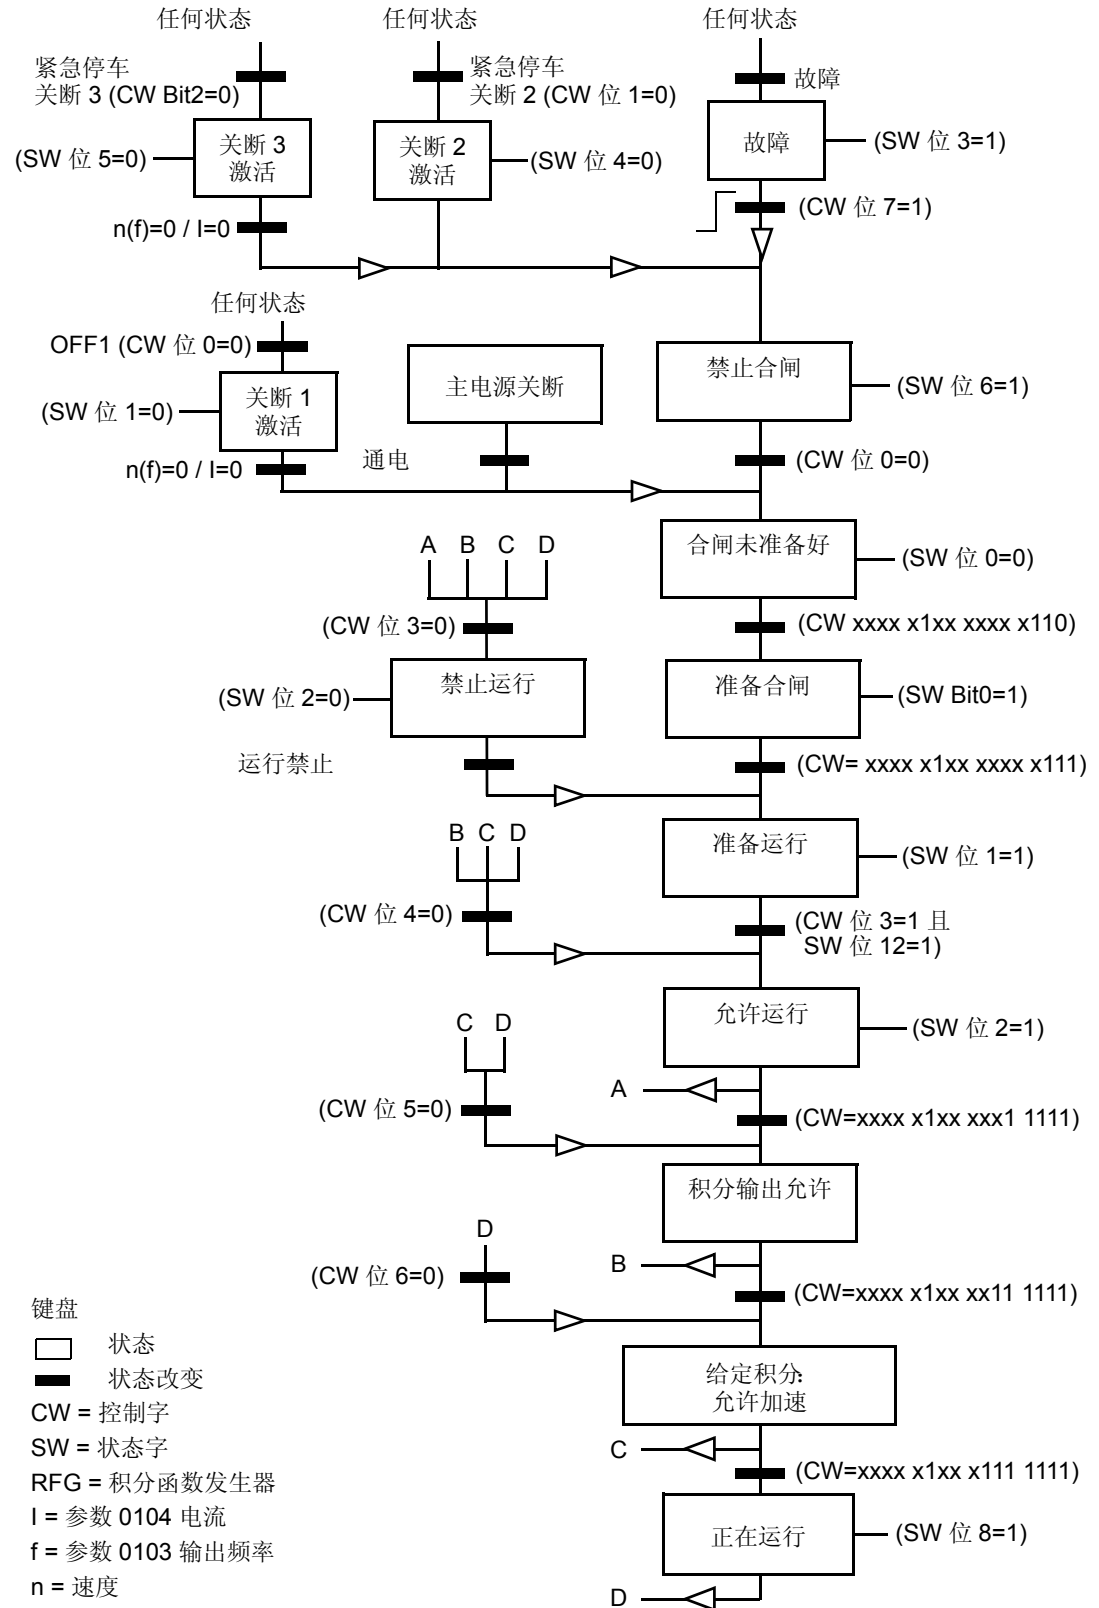 任何状态
任何状态
任何状态
紧急停车
关断 3 (CW Bit2=0)
紧急停车
关断 2 (CW 位 1=0)
故障
关断 3
激活
(SW 位 5=0)
关断 2
激活
(SW 位 4=0)
故障
(SW 位 3=1)
n(f)=0 / I=0
(CW 位 7=1)
任何状态
OFF1 (CW 位 0=0)
关断 1
激活
(SW 位 1=0)
主电源关断
禁止合闸
(SW 位 6=1)
n(f)=0 / I=0
通电
(CW 位 0=0)
合闸未准备好
(SW 位 0=0)
A B C D
(CW 位 3=0)
(CW xxxx x1xx xxxx x110)
禁止运行
(SW 位 2=0)
准备合闸
(SW Bit0=1)
运行禁止
(CW= xxxx x1xx xxxx x111)
准备运行
(SW 位 1=1)
B C D
(CW 位 4=0)
(CW 位 3=1 且
SW 位 12=1)
允许运行
(SW 位 2=1)
C D
A
(CW 位 5=0)
(CW=xxxx x1xx xxx1 1111)
积分输出允许
D
B
(CW 位 6=0)
(CW=xxxx x1xx xx11 1111)
给定积分:
允许加速
C
(CW=xxxx x1xx x111 1111)
正在运行
(SW 位 8=1)
D
键盘
状态
状态改变
CW = 控制字
SW = 状态字
RFG = 积分函数发生器
I = 参数 0104 电流
f = 参数 0103 输出频率
n = 速度